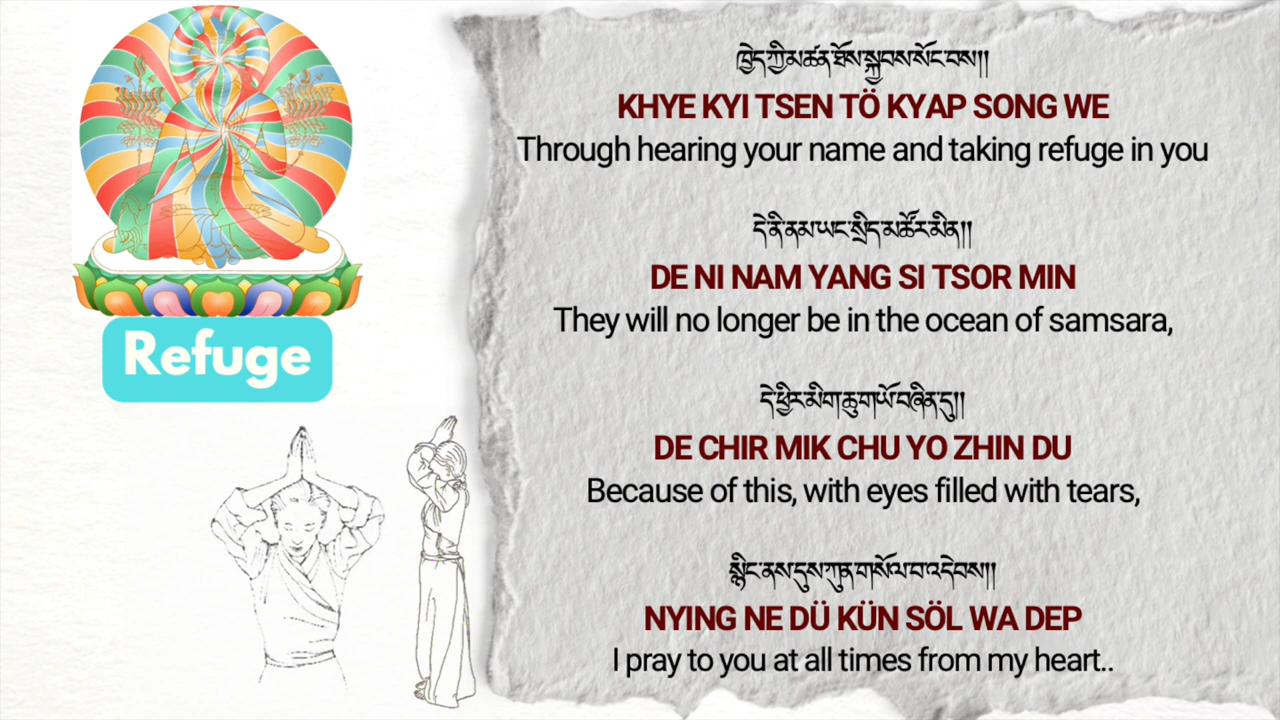 Refuge
ཁྱེད་ཀྱི་མཚན་ཐོས་སྐྱབས་སོང་བས།།
KHYE KYI TSEN TÖ KYAP SONG WE
Through hearing your name and taking refuge in you
དེ་ནི་ནམ་ཡང་སྲིད་མཚོར་མིན།།
DE NI NAM YANG SI TSOR MIN
They will no longer be in the ocean of samsara,
དེ་ཕྱིར་མིག་ཆུ་གཡོ་བཞིན་དུ།།
DE CHIR MIK CHU YO ZHIN DU
Because of this, with eyes filled with tears,
སྙིང་ནས་དུས་ཀུན་གསོལ་བ་འདེབས།།
NYING NE DÜ KÜN SÖL WA DEP
I pray to you at all times from my heart..